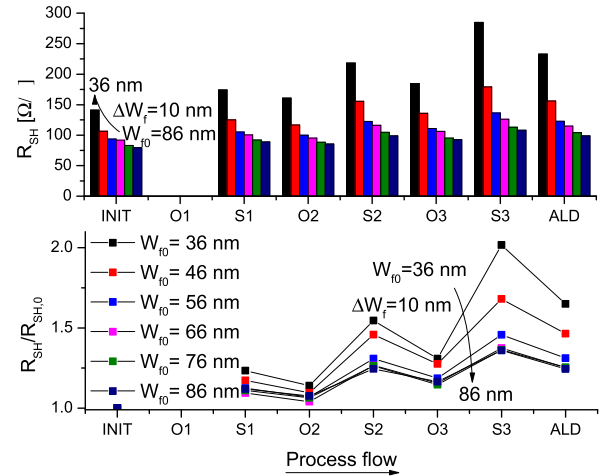 300
250
200
150
100
50
0
R_SH [Ω/ ]
36 nm
ΔW_f=10 nm
W_f0=86 nm
INIT O1 S1 O2 S2 O3 S3 ALD
2.0
1.5
1.0
R_SH/R_SH,0
W_f0= 36 nm
W_f0= 46 nm
W_f0= 56 nm
W_f0= 66 nm
W_f0= 76 nm
W_f0= 86 nm
W_f0=36 nm
ΔW_f=10 nm
86 nm
INIT O1 S1 O2 S2 O3 S3 ALD
Process flow